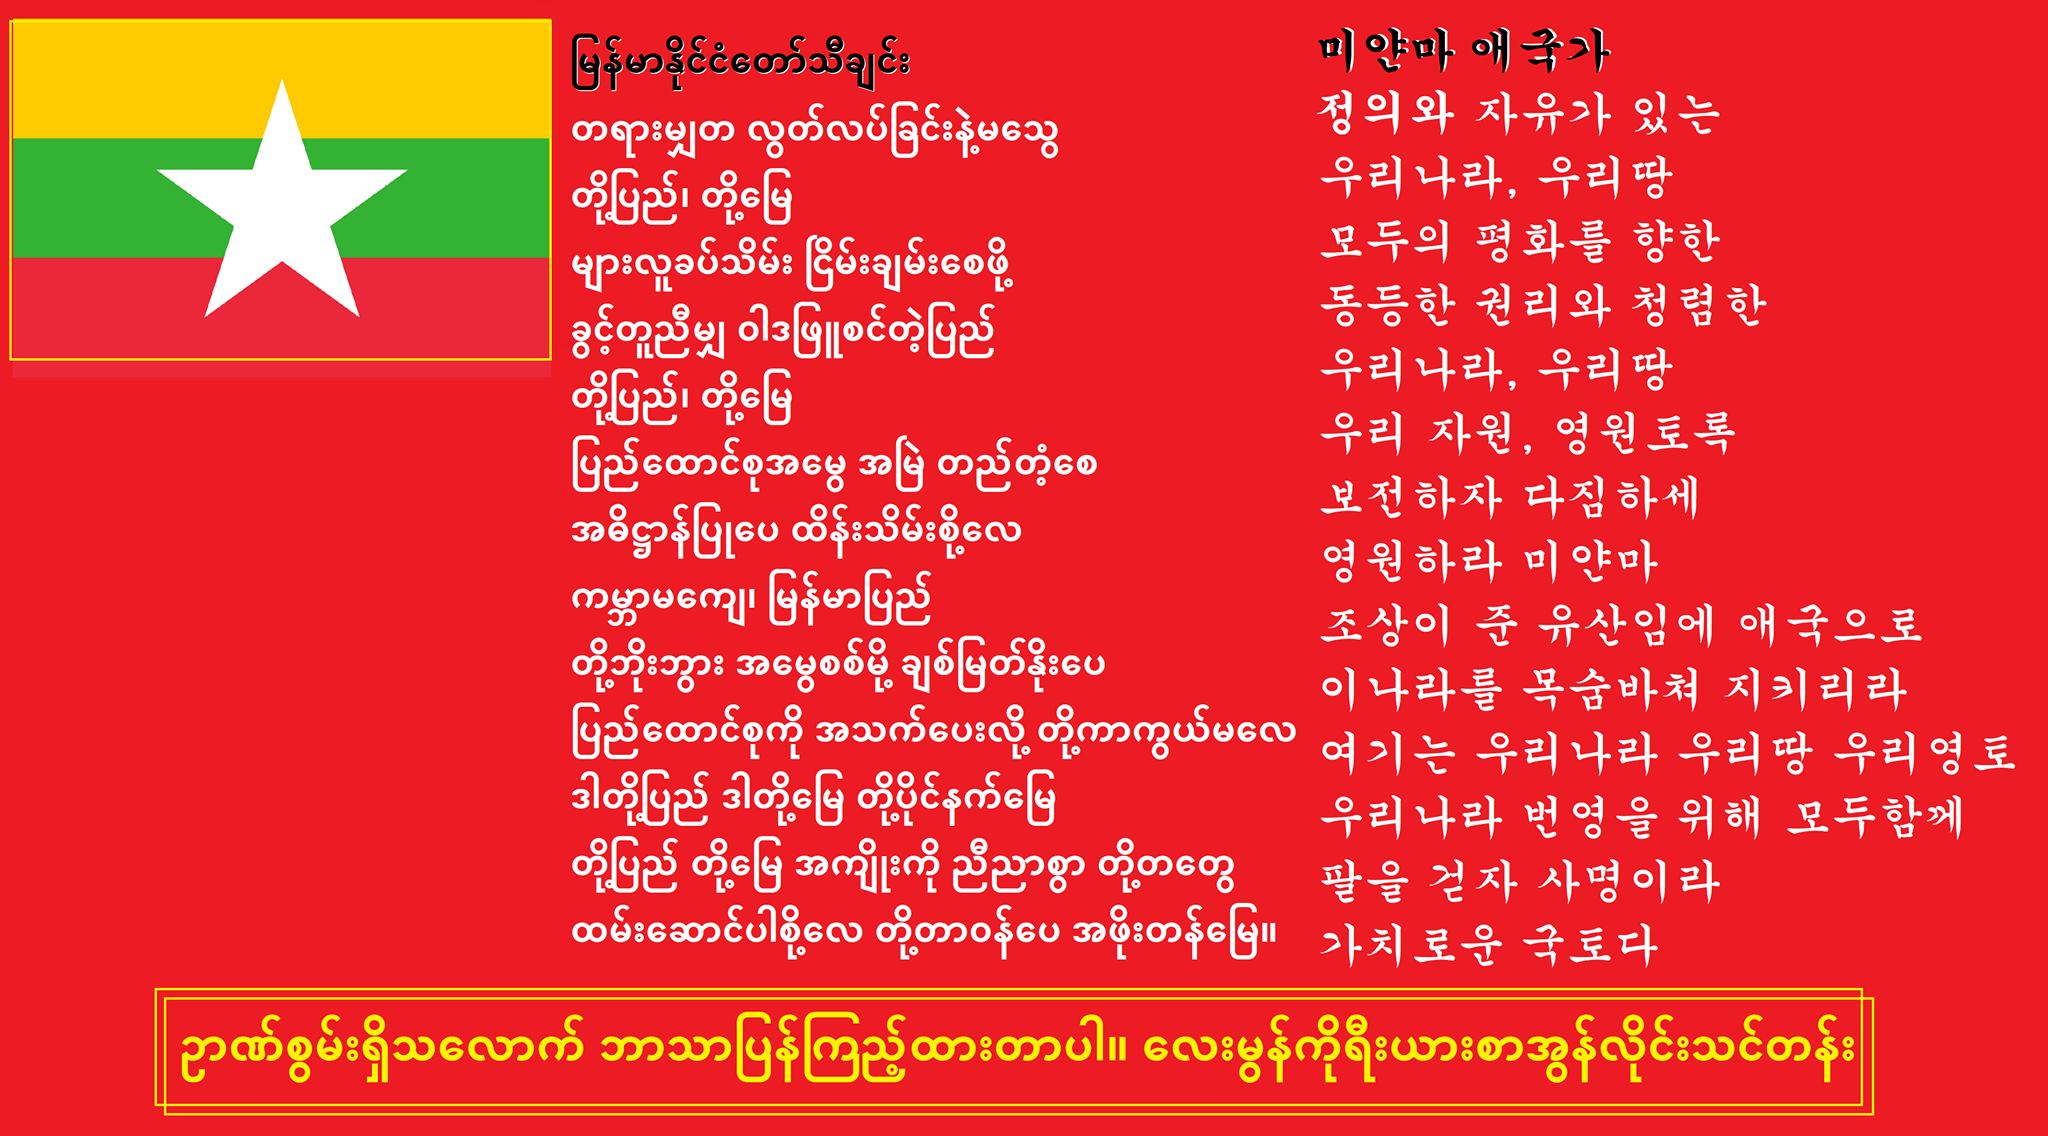 မြန်မာနိုင်ငံတော်သီချင်း
တရားမျှတ လွတ်လပ်ခြင်းနဲ့မသွေ
တို့ပြည်၊ တို့မြေ
များလူခပ်သိမ်း ငြိမ်းချမ်းစေဖို့
ခွင့်တူညီမျှ ဝါဒဖြူစင်တဲ့ပြည်
တို့ပြည်၊ တို့မြေ
ပြည်ထောင်စုအမွေ အမြဲ တည်တံ့စေ
အဓိဋ္ဌာန်ပြုပေ ထိန်းသိမ်းစို့လေ
ကမ္ဘာမကျေ၊ မြန်မာပြည်
တို့ဘိုးဘွား အမွေစစ်မို့ ချစ်မြတ်နိုးပေ
ပြည်ထောင်စုကို အသက်ပေးလို့ တို့ကာကွယ်မလေ
ဒါတို့ပြည် ဒါတို့မြေ တို့ပိုင်နက်မြေ
တို့ပြည် တို့မြေ အကျိုးကို ညီညာစွာ တို့တတွေ
ထမ်းဆောင်ပါစို့လေ တို့တာဝန်ပေ အဖိုးတန်မြေ။
미얀마 애국가
정의와 자유가 있는
우리나라, 우리땅
모두의 평화를 향한
동등한 권리와 청렴한
우리나라, 우리땅
우리 자원, 영원토록
보전하자 다짐하세
영원하라 미얀마
조상이 준 유산임에 애국으로
이나라를 목숨바쳐 지키리라
여기는 우리나라 우리땅 우리영토
우리나라 번영을 위해 모두함께
팔을 걷자 사명이라
가치로운 국토다
ဉာဏ်စွမ်းရှိသလောက် ဘာသာပြန်ကြည့်ထားတာပါ။ လေးမွန်ကိုရီးယားစာအွန်လိုင်းသင်တန်း